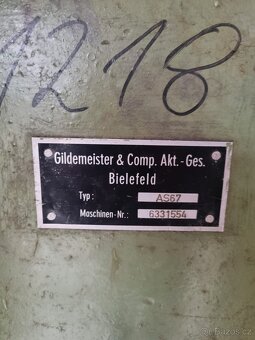 1218
Gildemeister & Comp. Akt.-Ges.
Bielefeld
Typ: AS67
Maschinen-Nr.: 6331554